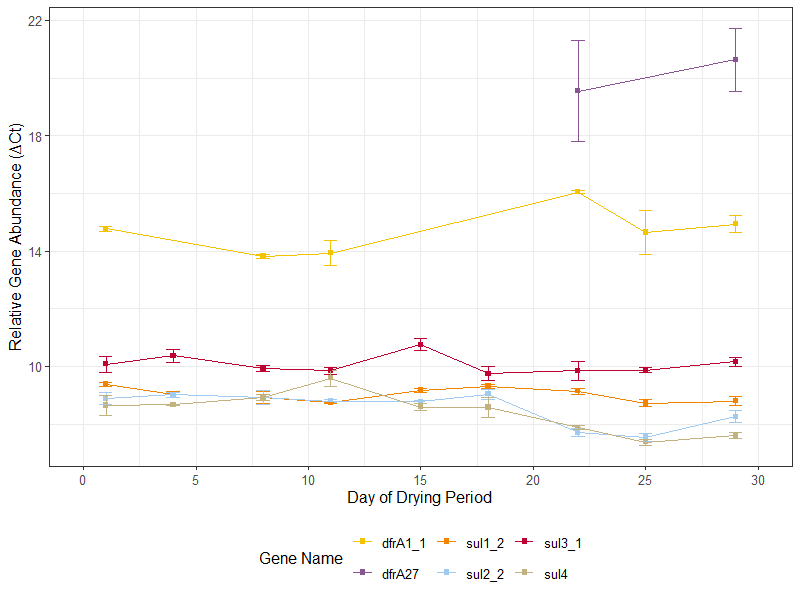 22
18
14
10
Relative Gene Abundance (ΔCt)
0 5 10 15 20 25 30
Day of Drying Period
Gene Name
dfrA1_1 sul1_2 sul3_1
dfrA27 sul2_2 sul4